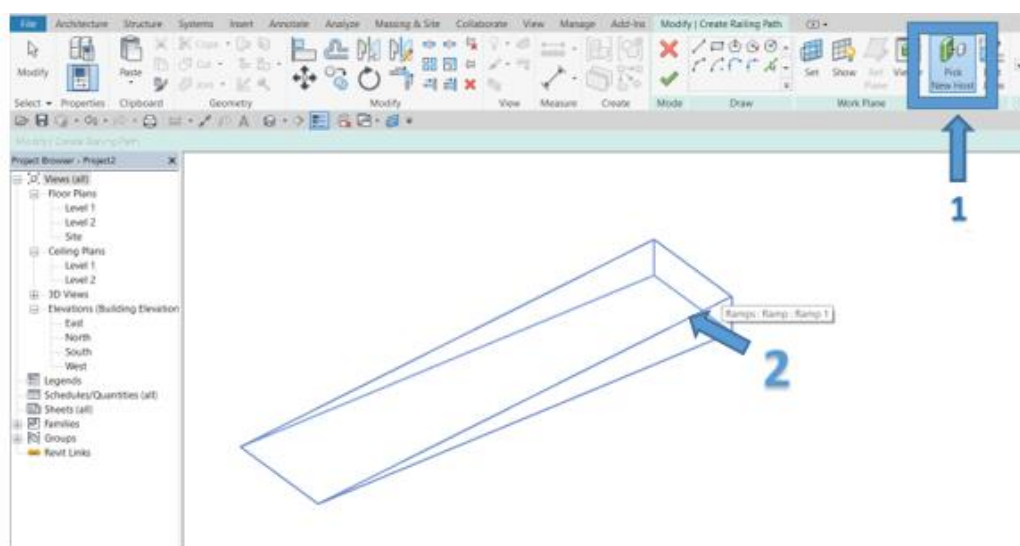 File Architecture Structure Systems Insert Annotate Analyze Massing & Site Collaborate View Manage Add-Ins Modify | Create Railing Path
Modify
Paste
Set Show
Pick
New Host
Select Properties Clipboard Geometry Modify View Measure Create Mode Draw Work Plane
Modify | Create Railing Path
1
Project Browser - Project2
Views (all)
Floor Plans
Level 1
Level 2
Site
Ceiling Plans
Level 1
Level 2
3D Views
Elevations (Building Elevation
East
North
South
West
Legends
Schedules/Quantities (all)
Sheets (all)
Families
Groups
Revit Links
Ramps : Ramp : Ramp 1
2